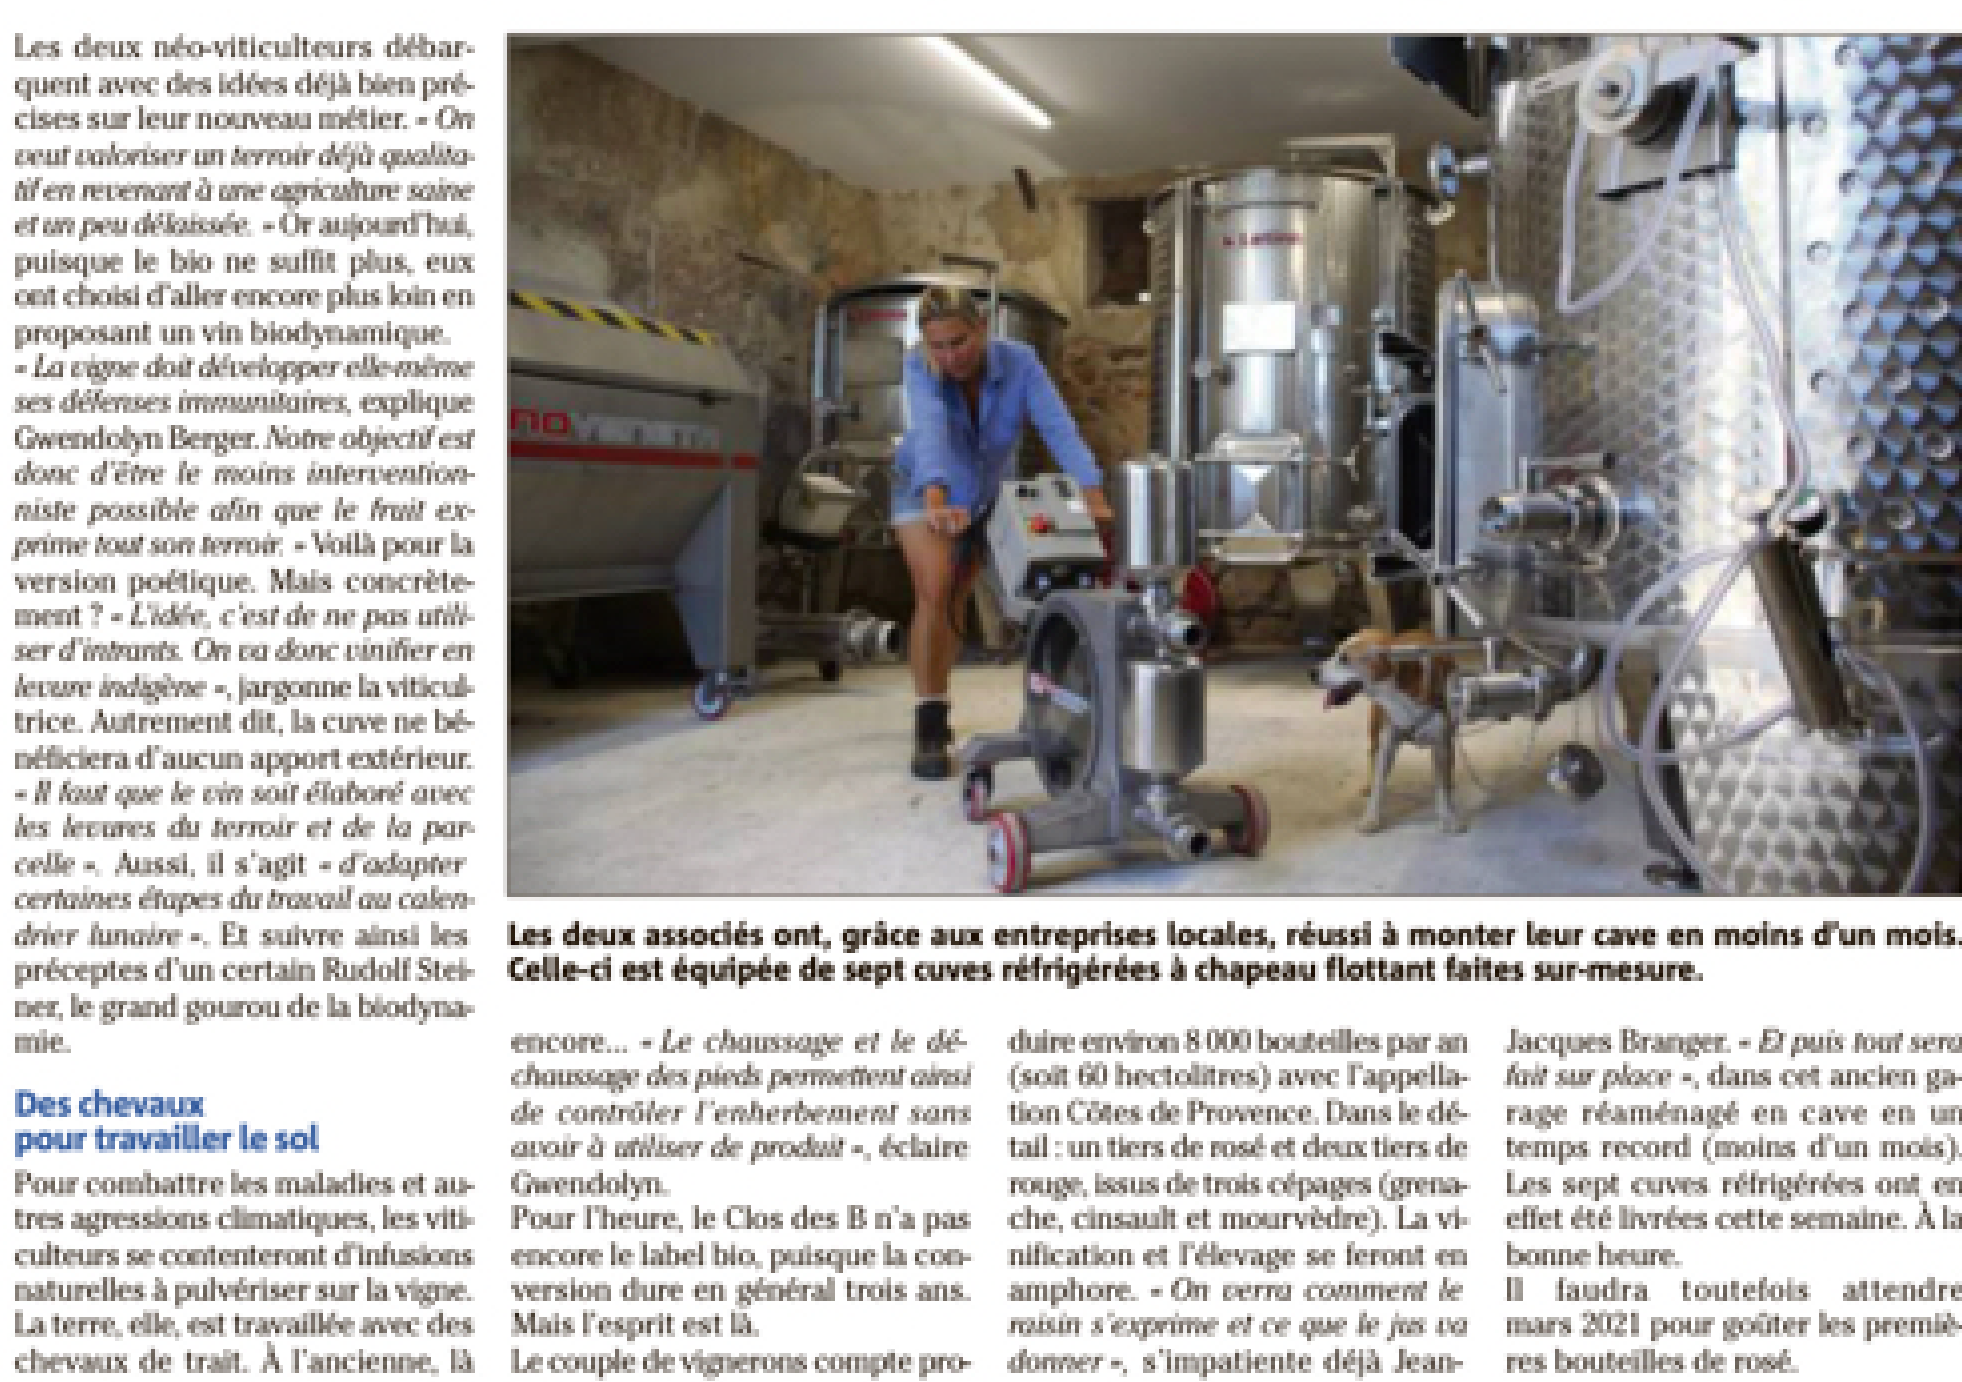 Les deux néo-viticulteurs débar-
quent avec des idées déjà bien pré-
cises sur leur nouveau métier. « On
veut valoriser un terroir déjà qualita-
tif en revenant à une agriculture saine
et un peu délaissée. » Or aujourd'hui,
puisque le bio ne suffit plus, eux
ont choisi d'aller encore plus loin en
proposant un vin biodynamique.
« La vigne doit développer elle-même
ses défenses immunitaires, explique
Gwendolyn Berger. Notre objectif est
donc d'être le moins intervention-
niste possible afin que le fruit ex-
prime tout son terroir. » Voilà pour la
version poétique. Mais concrète-
ment ? « L'idée, c'est de ne pas utili-
ser d'intrants. On va donc vinifier en
levure indigène », jargonne la viticul-
trice. Autrement dit, la cuve ne bé-
néficiera d'aucun apport extérieur.
« Il faut que le vin soit élaboré avec
les levures du terroir et de la par-
celle ». Aussi, il s'agit « d'adapter
certaines étapes du travail au calen-
drier lunaire ». Et suivre ainsi les
préceptes d'un certain Rudolf Stei-
ner, le grand gourou de la biodyna-
mie.
Des chevaux
pour travailler le sol
Pour combattre les maladies et au-
tres agressions climatiques, les viti-
culteurs se contenteront d'infusions
naturelles à pulvériser sur la vigne.
La terre, elle, est travaillée avec des
chevaux de trait. À l'ancienne, là
Les deux associés ont, grâce aux entreprises locales, réussi à monter leur cave en moins d'un mois.
Celle-ci est équipée de sept cuves réfrigérées à chapeau flottant faites sur-mesure.
encore... « Le chaussage et le dé-
chaussage des pieds permettent ainsi
de contrôler l'enherbement sans
avoir à utiliser de produit », éclaire
Gwendolyn.
Pour l'heure, le Clos des B n'a pas
encore le label bio, puisque la con-
version dure en général trois ans.
Mais l'esprit est là.
Le couple de vignerons compte pro-
duire environ 8 000 bouteilles par an
(soit 60 hectolitres) avec l'appella-
tion Côtes de Provence. Dans le dé-
tail : un tiers de rosé et deux tiers de
rouge, issus de trois cépages (grena-
che, cinsault et mourvèdre). La vi-
nification et l'élevage se feront en
amphore. « On verra comment le
raisin s'exprime et ce que le jus va
donner », s'impatiente déjà Jean-
Jacques Branger. « Et puis tout sera
fait sur place », dans cet ancien ga-
rage réaménagé en cave en un
temps record (moins d'un mois).
Les sept cuves réfrigérées ont en
effet été livrées cette semaine. À la
bonne heure.
Il faudra toutefois attendre
mars 2021 pour goûter les premiè-
res bouteilles de rosé.